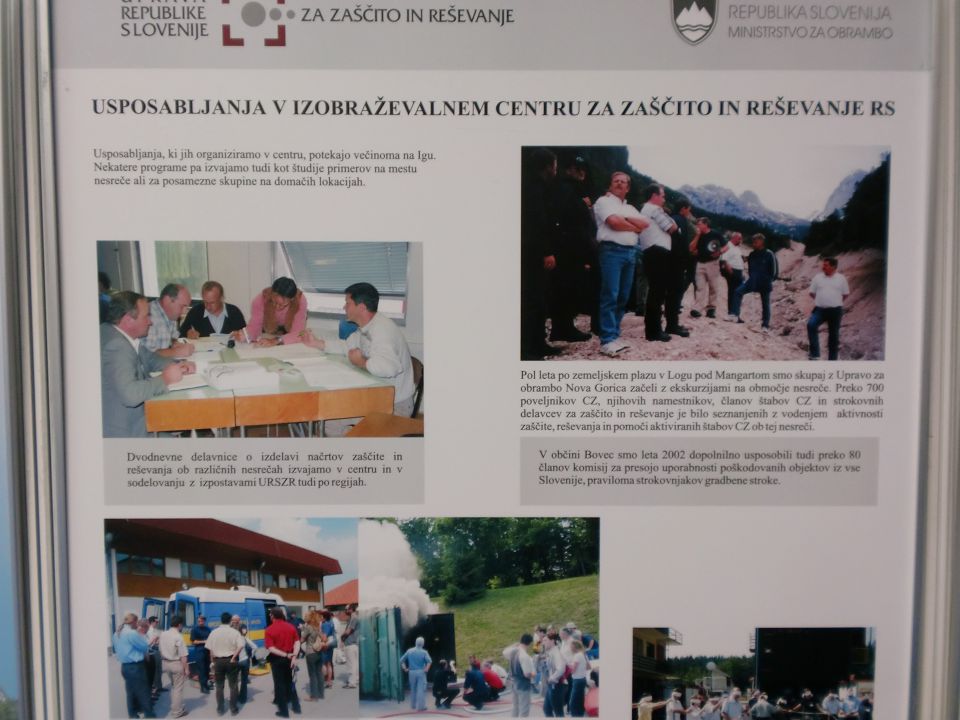 UPRAVA
REPUBLIKE
SLOVENIJE
ZA ZAŠČITO IN REŠEVANJE
REPUBLIKA SLOVENIJA
MINISTRSTVO ZA OBRAMBO
USPOSABLJANJA V IZOBRAŽEVALNEM CENTRU ZA ZAŠČITO IN REŠEVANJE RS
Usposabljanja, ki jih organiziramo v centru, potekajo večinoma na Igu.
Nekatere programe pa izvajamo tudi kot študije primerov na mestu
nesreče ali za posamezne skupine na domačih lokacijah.
Pol leta po zemeljskem plazu v Logu pod Mangartom smo skupaj z Upravo za
obrambo Nova Gorica začeli z ekskurzijami na območje nesreče. Preko 700
poveljnikov CZ, njihovih namestnikov, članov štabov CZ in strokovnih
delavcev za zaščito in reševanje je bilo seznanjenih z vodenjem aktivnosti
zaščite, reševanja in pomoči aktiviranih štabov CZ ob tej nesreči.
Dvodnevne delavnice o izdelavi načrtov zaščite in
reševanja ob različnih nesrečah izvajamo v centru in v
sodelovanju z izpostavami URSZR tudi po regijah.
V občini Bovec smo leta 2002 dopolnilno usposobili tudi preko 80
članov komisij za presojo uporabnosti poškodovanih objektov iz vse
Slovenije, praviloma strokovnjakov gradbene stroke.